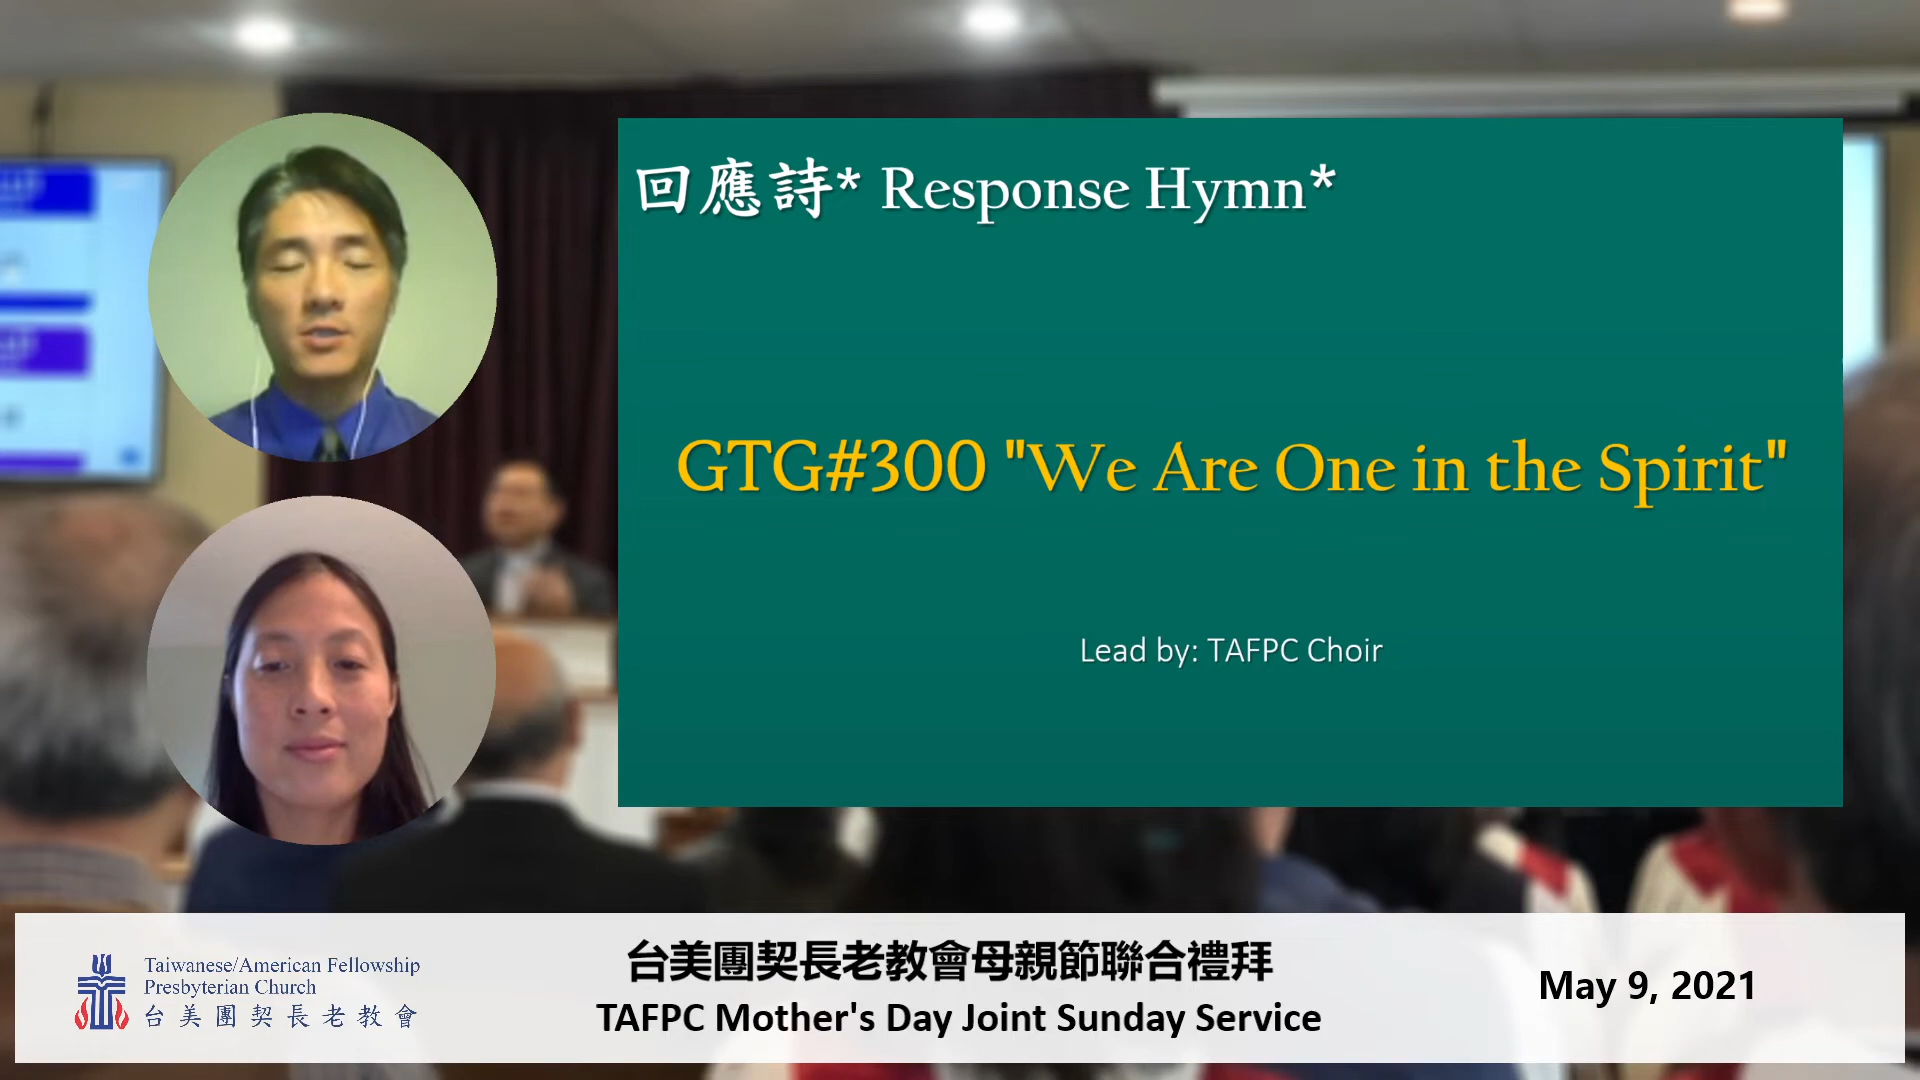 回應詩* Response Hymn*
GTG#300 "We Are One in the Spirit"
Lead by: TAFPC Choir
Taiwanese/American Fellowship
Presbyterian Church
台美團契長老教會
台美團契長老教會母親節聯合禮拜
TAFPC Mother's Day Joint Sunday Service
May 9, 2021